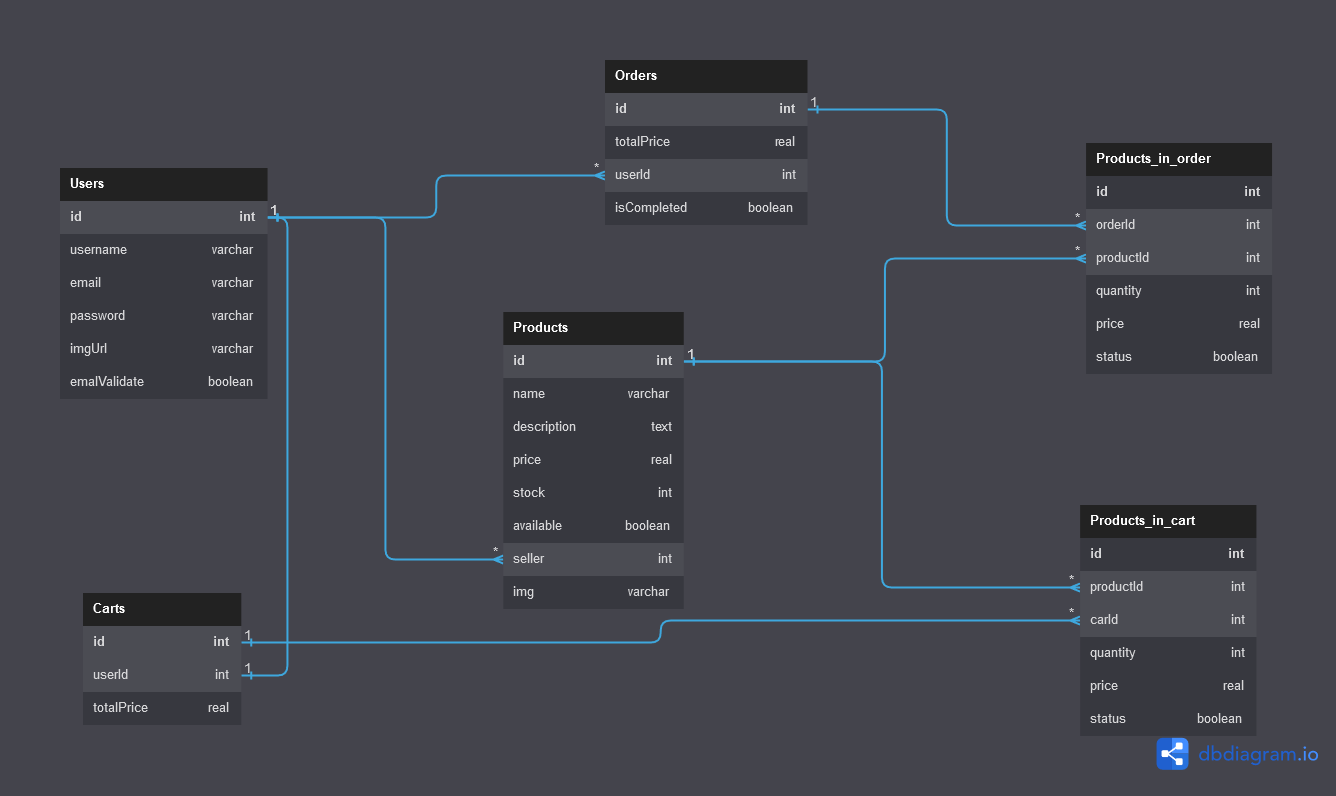 Orders
id int
totalPrice real
userId int
isCompleted boolean
Users
id int
username varchar
email varchar
password varchar
imgUrl varchar
emalValidate boolean
Products_in_order
id int
orderId int
productId int
quantity int
price real
status boolean
Products
id int
name varchar
description text
price real
stock int
available boolean
seller int
img varchar
Products_in_cart
id int
productId int
carId int
quantity int
price real
status boolean
Carts
id int
userId int
totalPrice real
1
*
1
*
*
1
*
*
*
1
1
dbdiagram.io